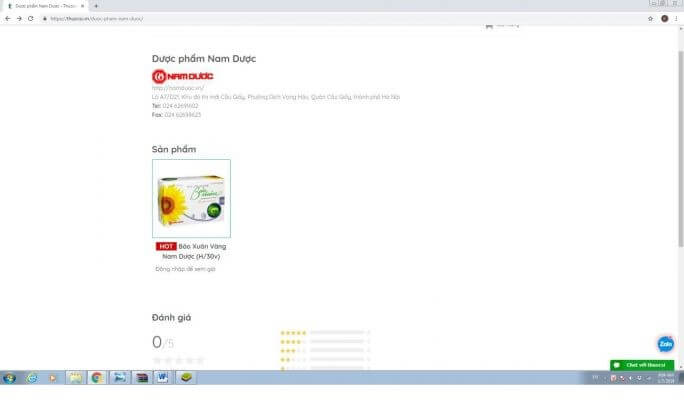 Dược phẩm Nam Dược - Thuoc
https://thuocsi.vn/duoc-pham-nam-duoc/
Dược phẩm Nam Dược
NAM DƯỢC
http://namduoc.vn/
Lô A7/D21, Khu đô thị mới Cầu Giấy, Phường Dịch Vọng Hậu, Quận Cầu Giấy, thành phố Hà Nội
Tel: 024 62691602
Fax: 024 62698623
Sản phẩm
HOT Bảo Xuân Vàng
Nam Dược (H/30v)
Đăng nhập để xem giá
Đánh giá
0/5
Zalo
Chat với thuocsi
EN